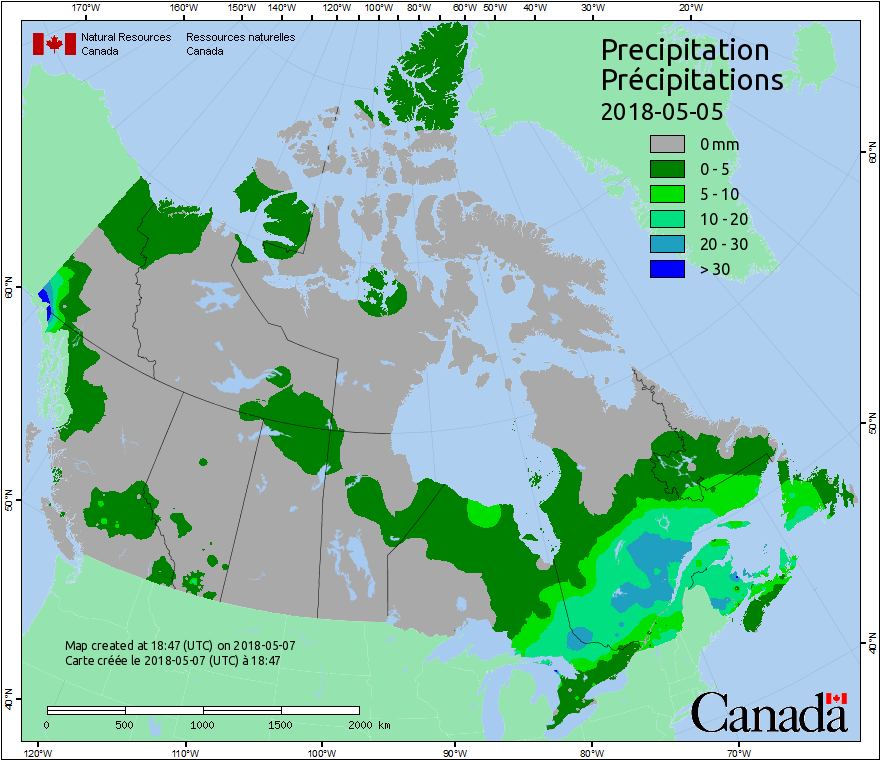 170°W 160°W 150°W 140°W 120°W 100°W 80°W 60°W 50°W 40°W 30°W 20°W
Natural Resources Canada
Ressources naturelles Canada
Precipitation
Précipitations
2018-05-05
0 mm
0 - 5
5 - 10
10 - 20
20 - 30
> 30
60°N
60°N
50°N
50°N
40°N
40°N
Map created at 18:47 (UTC) on 2018-05-07
Carte créée le 2018-05-07 (UTC) à 18:47
0 500 1000 1500 2000 km
Canada
120°W 110°W 100°W 90°W 80°W 70°W